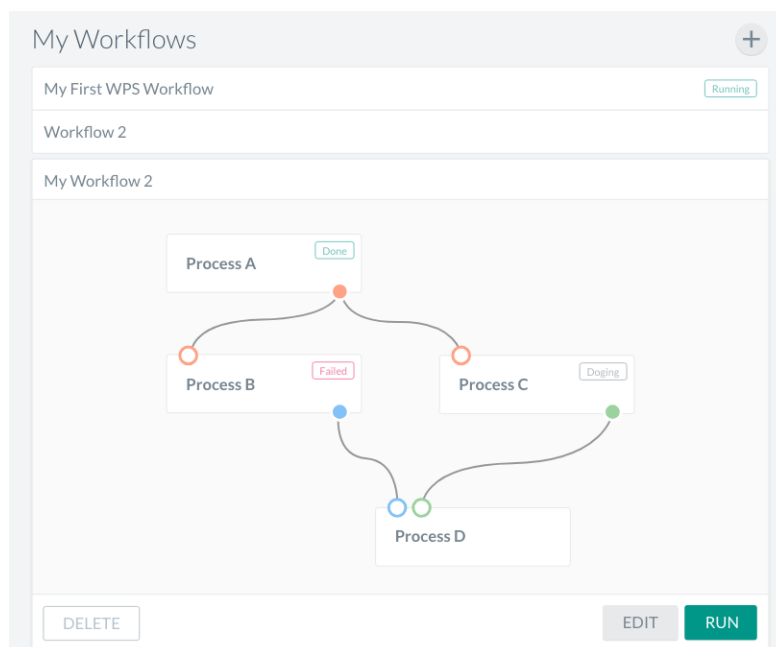 My Workflows
+
My First WPS Workflow
Running
Workflow 2
My Workflow 2
Process A
Done
Process B
Failed
Process C
Doging
Process D
DELETE
EDIT
RUN